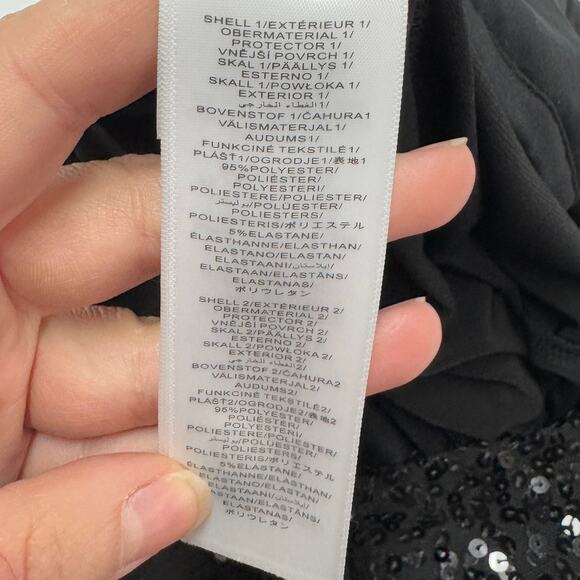 SHELL 1/EXTÉRIEUR 1/
OBERMATERIAL 1/
PROTECTOR 1/
VNĚJŠÍ POVRCH 1/
SKAL 1/PÄÄLLYS 1/
ESTERNO 1/
SKALL 1/POWŁOKA 1/
EXTERIOR 1/
الغطاء الخارجي1/
BOVENSTOF 1/ČAHURA1
VÄLISMATERJAL1/
AUDUMS1/
FUNKCINĖ TEKSTILĖ1/
PLÁŠŤ1/OGRODJE1/表地1
95%POLYESTER/
POLIÉSTER/
POLYESTERI/
POLIESTERE/POLIESTER/
بوليستر/POLÜESTER/
POLIESTERS/
POLIESTERIS/ポリエステル
5%ELASTANE/
ÉLASTHANNE/ELASTHAN/
ELASTANO/ELASTAN/
ELASTAANI/إيلاستان/
ELASTAAN/ELASTĀNS/
ELASTANAS/
ポリウレタン
SHELL 2/EXTÉRIEUR 2/
OBERMATERIAL 2/
PROTECTOR 2/
VNĚJŠÍ POVRCH 2/
SKAL 2/PÄÄLLYS 2/
ESTERNO 2/
SKALL 2/POWŁOKA 2/
EXTERIOR 2/
الغطاء الخارجي 2/
BOVENSTOF 2/ČAHURA2
VÄLISMATERJAL2/
AUDUMS2/
FUNKCINĖ TEKSTILĖ2/
PLÁŠŤ2/OGRODJE2/表地2
95%POLYESTER/
POLIÉSTER/
POLYESTERI/
POLIESTERE/POLIESTER/
بوليستر/POLÜESTER/
POLIESTERS/
POLIESTERIS/ポリエステル
5%ELASTANE/
ÉLASTHANNE/ELASTHAN/
ELASTANO/ELASTAN/
ELASTAANI/إيلاستان/
ELASTAAN/ELASTĀNS/
ELASTANAS/
ポリウレタン